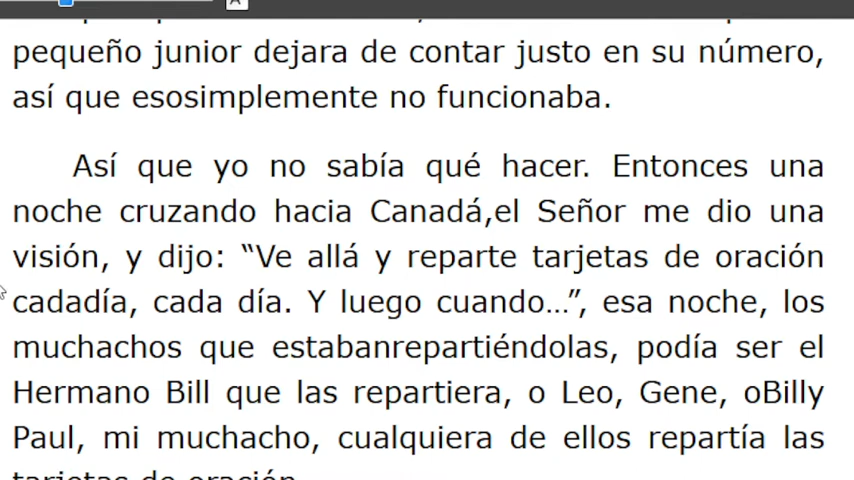 pequeño junior dejara de contar justo en su número,
así que esosimplemente no funcionaba.
Así que yo no sabía qué hacer. Entonces una
noche cruzando hacia Canadá,el Señor me dio una
visión, y dijo: “Ve allá y reparte tarjetas de oración
cadadía, cada día. Y luego cuando...”, esa noche, los
muchachos que estabanrepartiéndolas, podía ser el
Hermano Bill que las repartiera, o Leo, Gene, oBilly
Paul, mi muchacho, cualquiera de ellos repartía las
tarjetas de oración